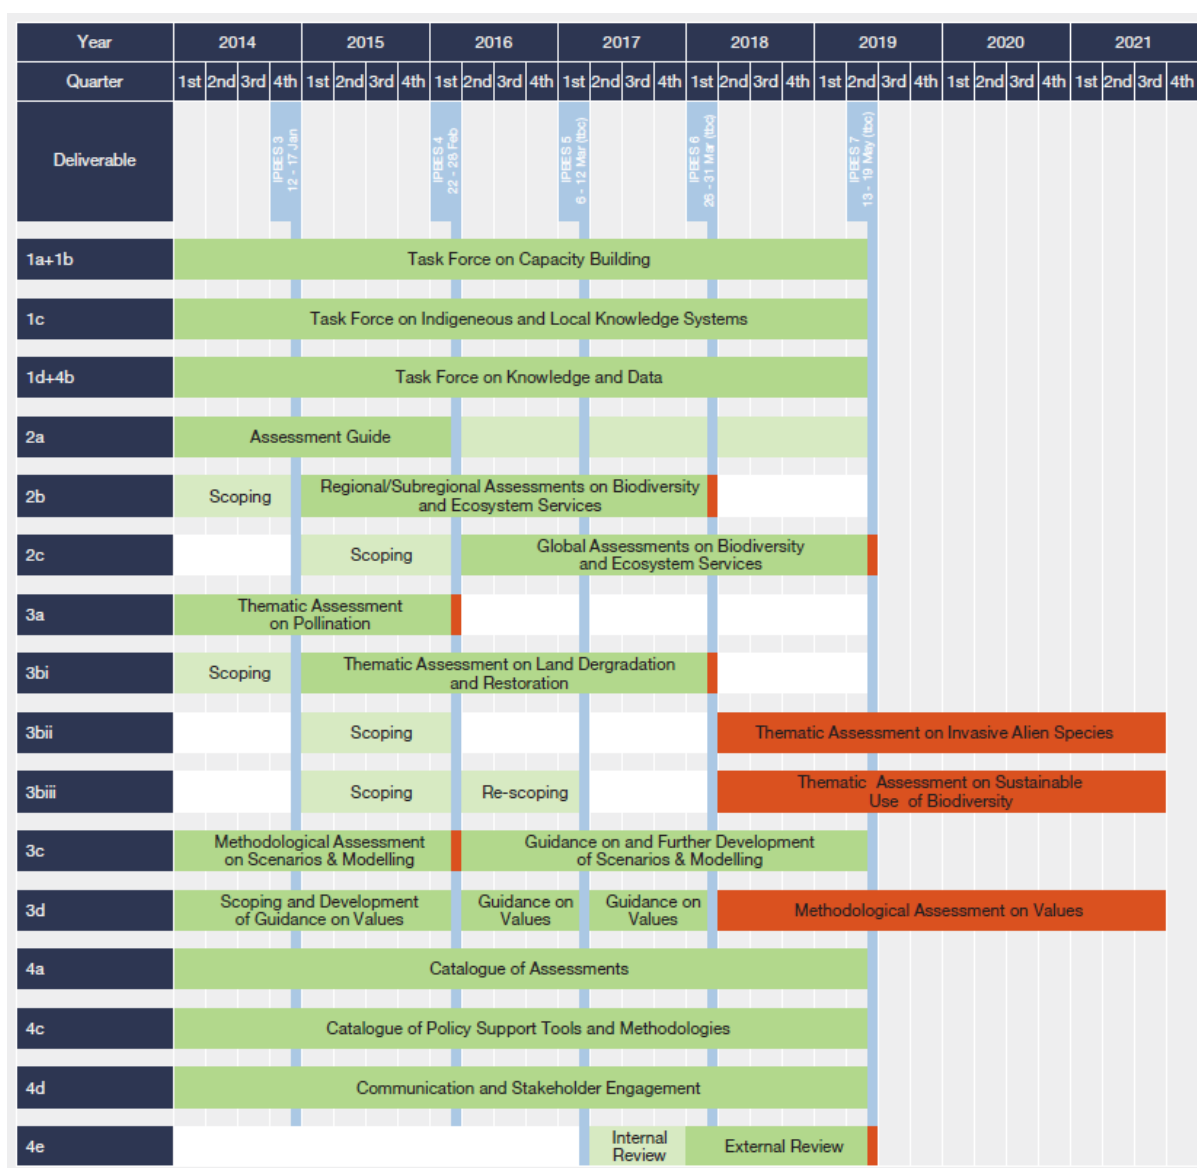 Year 2014 2015 2016 2017 2018 2019 2020 2021
Quarter 1st 2nd 3rd 4th 1st 2nd 3rd 4th 1st 2nd 3rd 4th 1st 2nd 3rd 4th 1st 2nd 3rd 4th 1st 2nd 3rd 4th 1st 2nd 3rd 4th 1st 2nd 3rd 4th
Deliverable
IPBES 3
12 - 17 Jan
IPBES 4
22 - 28 Feb
IPBES 5
6 - 12 Mar (tbc)
IPBES 6
26 - 31 Mar (tbc)
IPBES 7
13 - 19 May (tbc)
1a+1b
Task Force on Capacity Building
1c
Task Force on Indigeneous and Local Knowledge Systems
1d+4b
Task Force on Knowledge and Data
2a
Assessment Guide
2b
Scoping
Regional/Subregional Assessments on Biodiversity
and Ecosystem Services
2c
Scoping
Global Assessments on Biodiversity
and Ecosystem Services
3a
Thematic Assessment
on Pollination
3bi
Scoping
Thematic Assessment on Land Dergradation
and Restoration
3bii
Scoping
Thematic Assessment on Invasive Alien Species
3biii
Scoping
Re-scoping
Thematic Assessment on Sustainable
Use of Biodiversity
3c
Methodological Assessment
on Scenarios & Modelling
Guidance on and Further Development
of Scenarios & Modelling
3d
Scoping and Development
of Guidance on Values
Guidance on
Values
Guidance on
Values
Methodological Assessment on Values
4a
Catalogue of Assessments
4c
Catalogue of Policy Support Tools and Methodologies
4d
Communication and Stakeholder Engagement
4e
Internal
Review
External Review